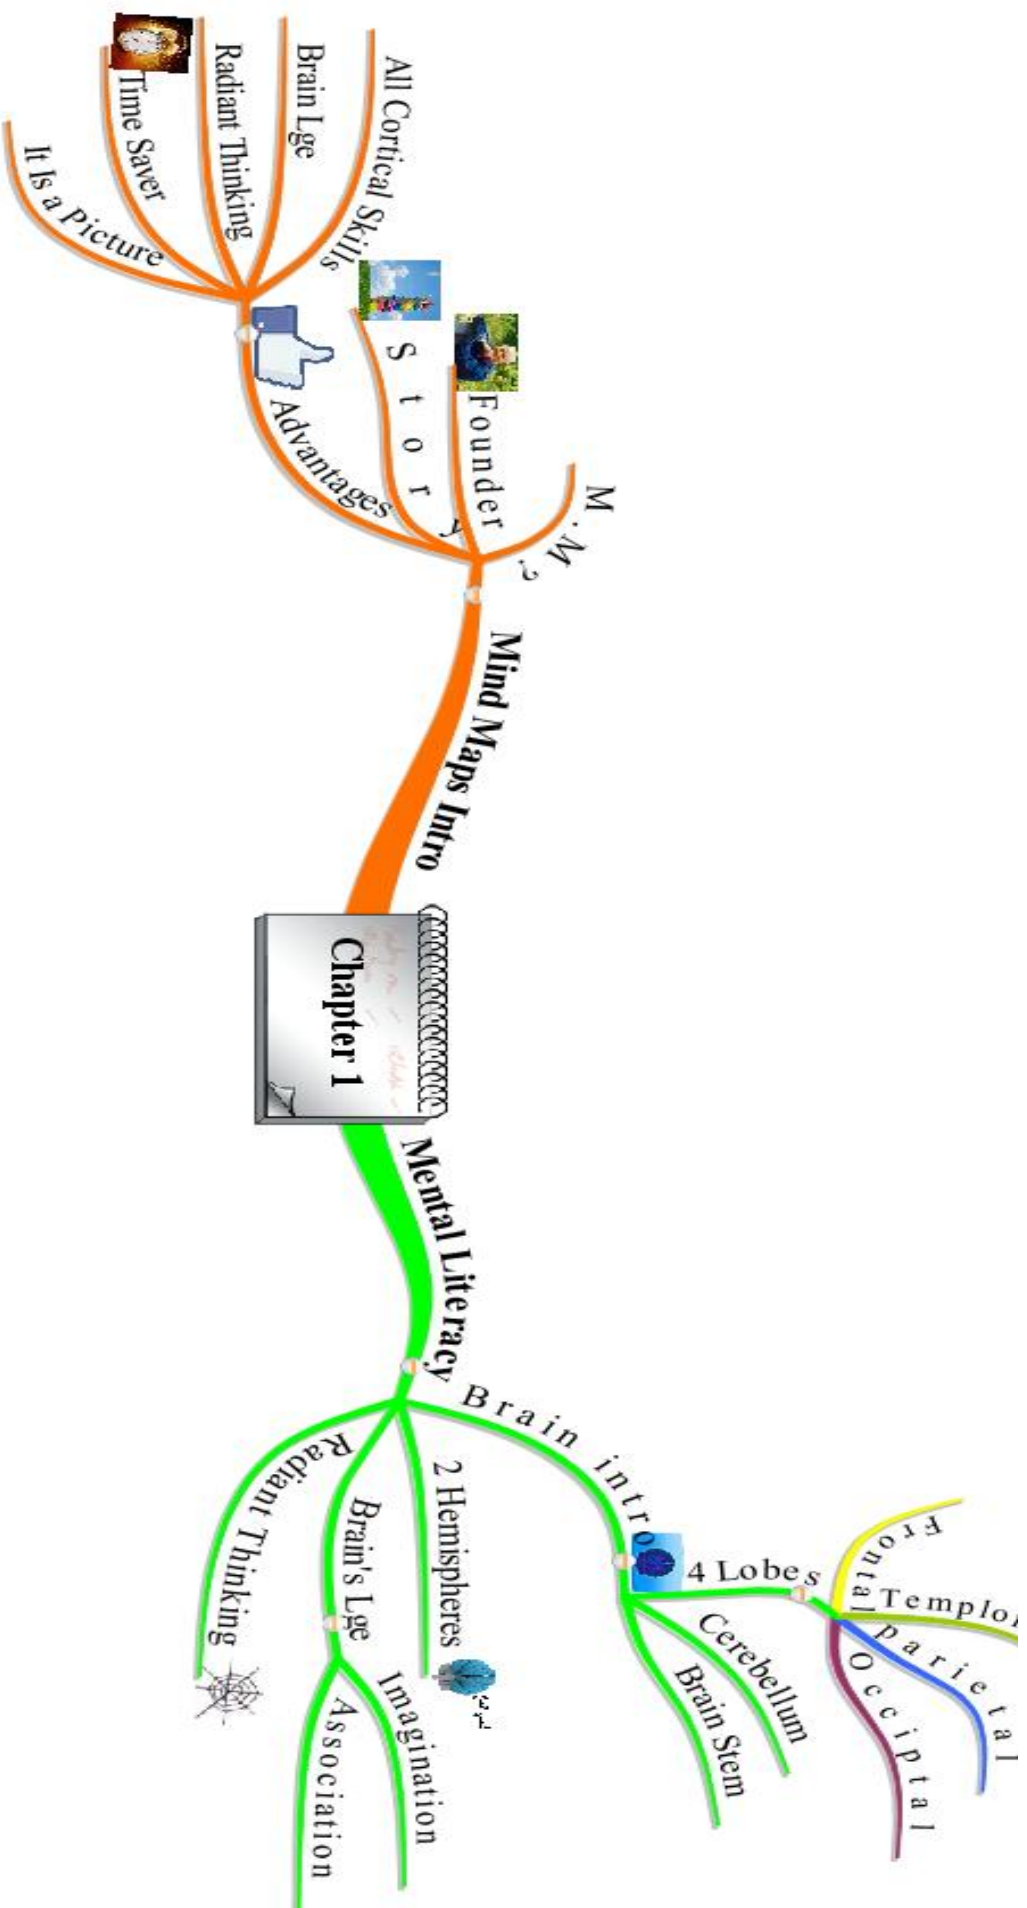 Chapter 1
Mind Maps Intro
M.M?
Founder
Story
Advantages
All Cortical Skills
Brain Lge
Radiant Thinking
Time Saver
It Is a Picture
Mental Literacy
Brain intro
4 Lobes
Frontal
Templo
parietal
Occiptal
Cerebellum
Brain Stem
2 Hemispheres
Brain's Lge
Imagination
Association
Radiant Thinking